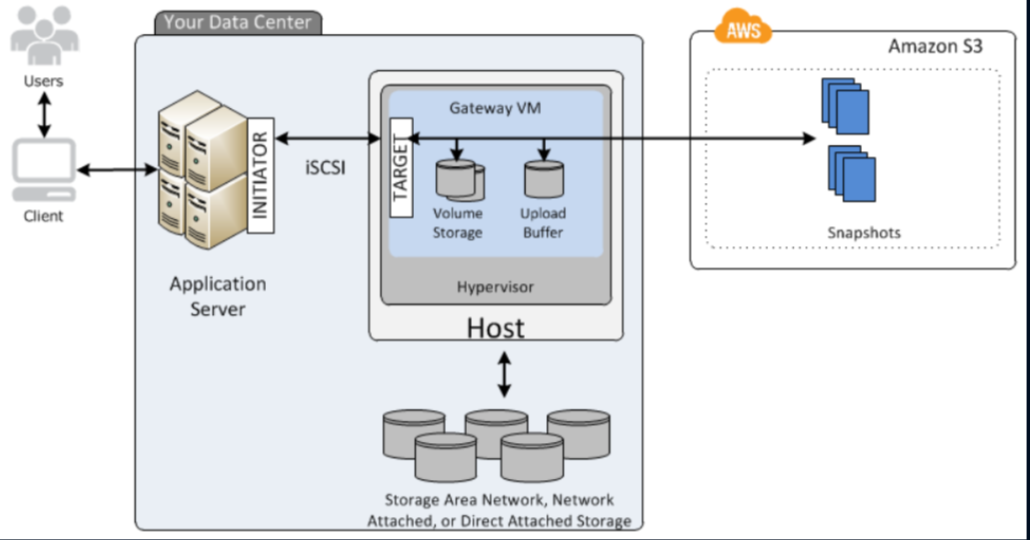 Your Data Center
Users
Client
Application
Server
INITIATOR
iSCSI
TARGET
Gateway VM
Volume
Storage
Upload
Buffer
Hypervisor
Host
Storage Area Network, Network
Attached, or Direct Attached Storage
AWS
Amazon S3
Snapshots